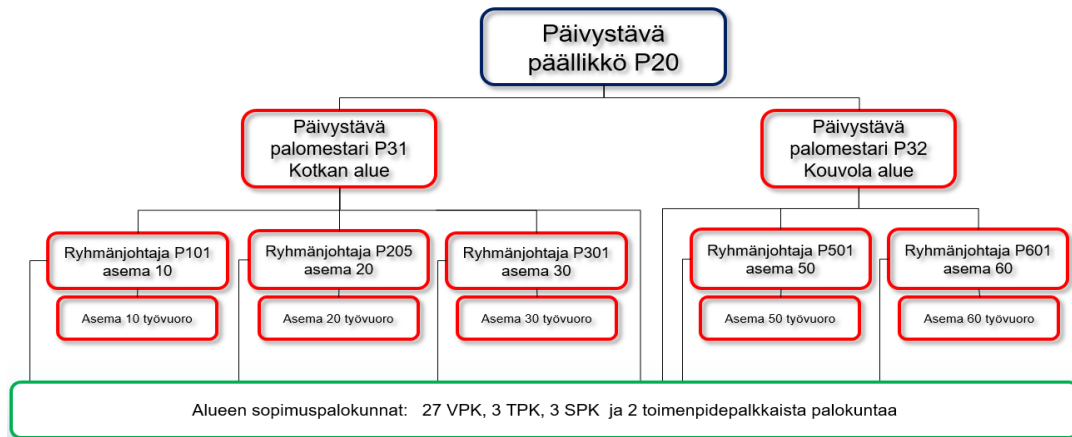 Päivystävä
päällikkö P20
Päivystävä
palomestari P31
Kotkan alue
Päivystävä
palomestari P32
Kouvola alue
Ryhmänjohtaja P101
asema 10
Ryhmänjohtaja P205
asema 20
Ryhmänjohtaja P301
asema 30
Ryhmänjohtaja P501
asema 50
Ryhmänjohtaja P601
asema 60
Asema 10 työvuoro
Asema 20 työvuoro
Asema 30 työvuoro
Asema 50 työvuoro
Asema 60 työvuoro
Alueen sopimuspalokunnat: 27 VPK, 3 TPK, 3 SPK ja 2 toimenpidepalkkaista palokuntaa